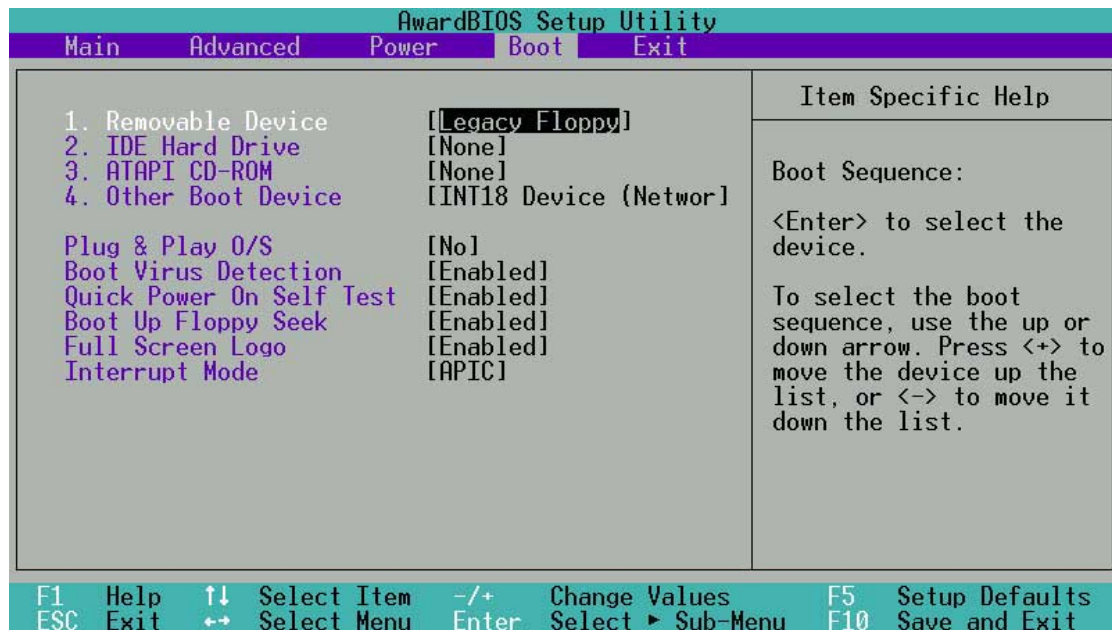 AwardBIOS Setup Utility
Main Advanced Power Boot Exit
1. Removable Device [Legacy Floppy]
2. IDE Hard Drive [None]
3. ATAPI CD-ROM [None]
4. Other Boot Device [INT18 Device (Networ]
Plug & Play O/S [No]
Boot Virus Detection [Enabled]
Quick Power On Self Test [Enabled]
Boot Up Floppy Seek [Enabled]
Full Screen Logo [Enabled]
Interrupt Mode [APIC]
Item Specific Help
Boot Sequence:
<Enter> to select the
device.
To select the boot
sequence, use the up or
down arrow. Press <+> to
move the device up the
list, or <-> to move it
down the list.
F1 Help ↑↓ Select Item -/+ Change Values F5 Setup Defaults
ESC Exit ←→ Select Menu Enter Select ► Sub-Menu F10 Save and Exit